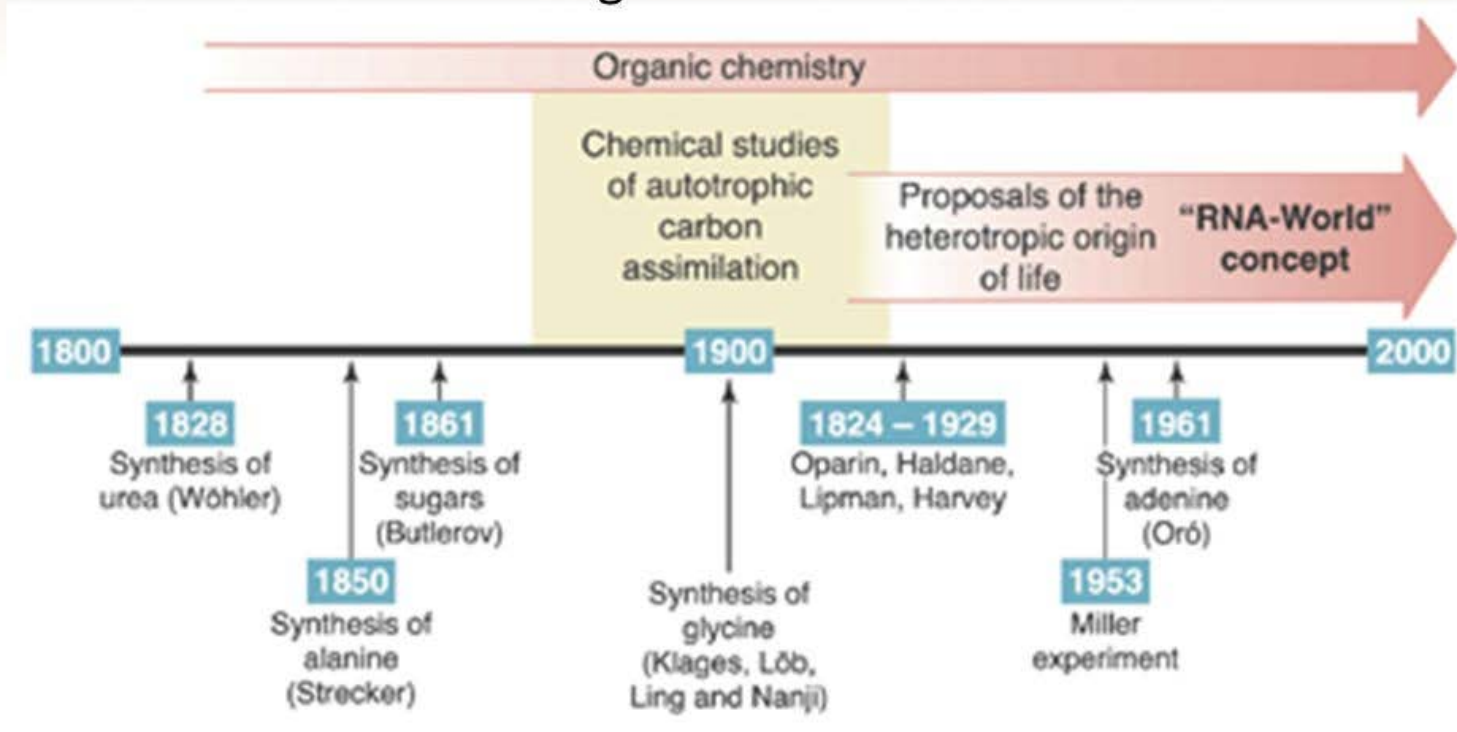 Organic chemistry
Chemical studies
of autotrophic
carbon
assimilation
Proposals of the
heterotropic origin
of life
“RNA-World”
concept
1800
1900
2000
1828
Synthesis of
urea (Wöhler)
1850
Synthesis of
alanine
(Strecker)
1861
Synthesis of
sugars
(Butlerov)
Synthesis of
glycine
(Klages, Löb,
Ling and Nanji)
1824 – 1929
Oparin, Haldane,
Lipman, Harvey
1953
Miller
experiment
1961
Synthesis of
adenine
(Oró)